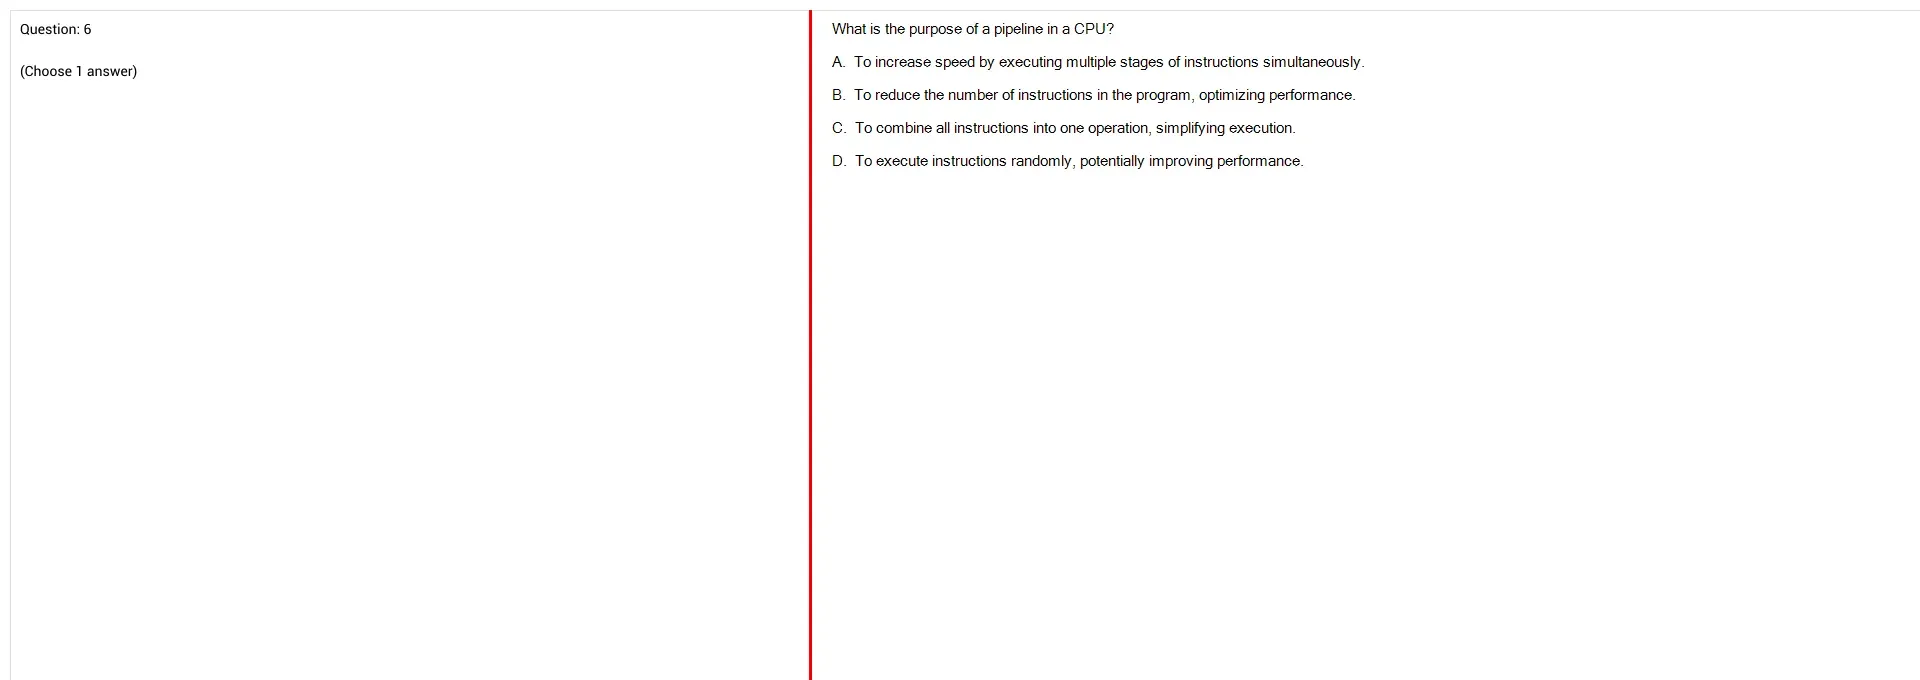 Question: 6
(Choose 1 answer)
What is the purpose of a pipeline in a CPU?
A. To increase speed by executing multiple stages of instructions simultaneously.
B. To reduce the number of instructions in the program, optimizing performance.
C. To combine all instructions into one operation, simplifying execution.
D. To execute instructions randomly, potentially improving performance.